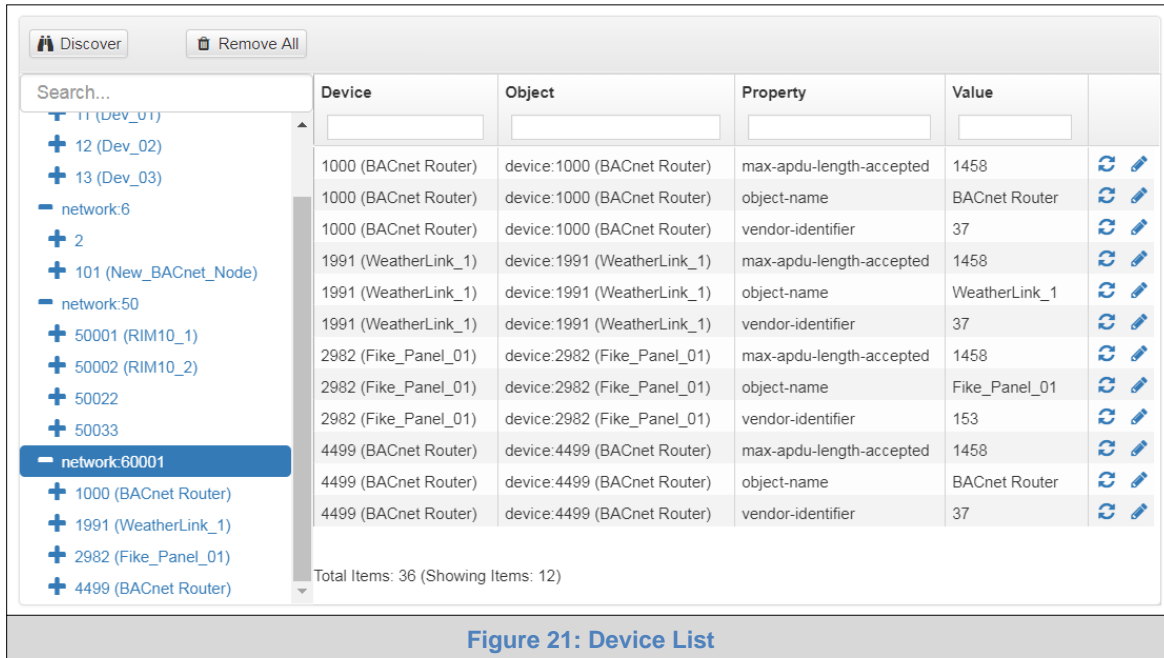 Discover Remove All
Search... Device Object Property Value
11 (Dev_01)
12 (Dev_02)
13 (Dev_03)
network:6
2
101 (New_BACnet_Node)
network:50
50001 (RIM10_1)
50002 (RIM10_2)
50022
50033
network:60001
1000 (BACnet Router)
1991 (WeatherLink_1)
2982 (Fike_Panel_01)
4499 (BACnet Router)
1000 (BACnet Router) device:1000 (BACnet Router) max-apdu-length-accepted 1458
1000 (BACnet Router) device:1000 (BACnet Router) object-name BACnet Router
1000 (BACnet Router) device:1000 (BACnet Router) vendor-identifier 37
1991 (WeatherLink_1) device:1991 (WeatherLink_1) max-apdu-length-accepted 1458
1991 (WeatherLink_1) device:1991 (WeatherLink_1) object-name WeatherLink_1
1991 (WeatherLink_1) device:1991 (WeatherLink_1) vendor-identifier 37
2982 (Fike_Panel_01) device:2982 (Fike_Panel_01) max-apdu-length-accepted 1458
2982 (Fike_Panel_01) device:2982 (Fike_Panel_01) object-name Fike_Panel_01
2982 (Fike_Panel_01) device:2982 (Fike_Panel_01) vendor-identifier 153
4499 (BACnet Router) device:4499 (BACnet Router) max-apdu-length-accepted 1458
4499 (BACnet Router) device:4499 (BACnet Router) object-name BACnet Router
4499 (BACnet Router) device:4499 (BACnet Router) vendor-identifier 37
Total Items: 36 (Showing Items: 12)
Figure 21: Device List